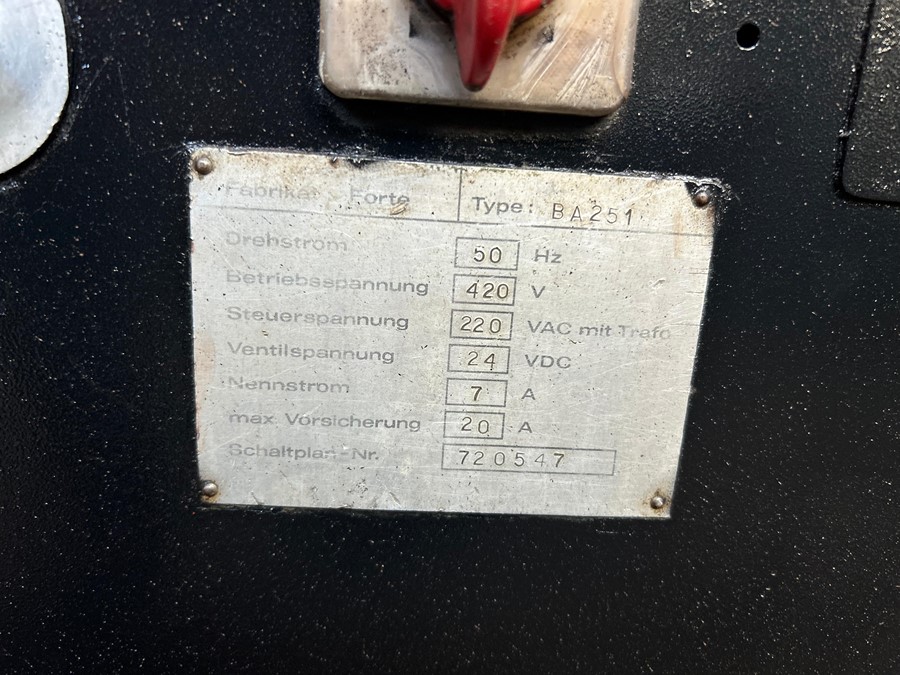 Fabrikat Forte Type: BA251
Drehstrom 50 Hz
Betriebsspannung 420 V
Steuerspannung 220 VAC mit Trafo
Ventilspannung 24 VDC
Nennstrom 7 A
max. Vorsicherung 20 A
Schaltplan-Nr. 720547